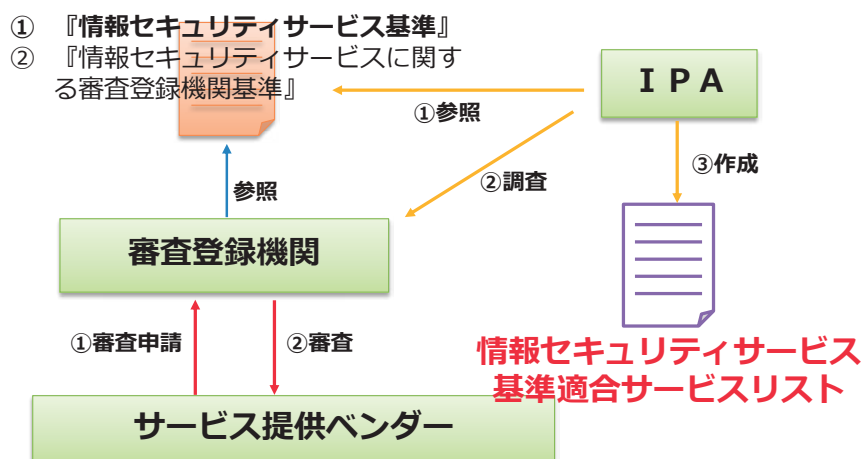 ① 『情報セキュリティサービス基準』
② 『情報セキュリティサービスに関す
る審査登録機関基準』
ＩＰＡ
①参照
③作成
②調査
参照
審査登録機関
①審査申請
②審査
情報セキュリティサービス
基準適合サービスリスト
サービス提供ベンダー